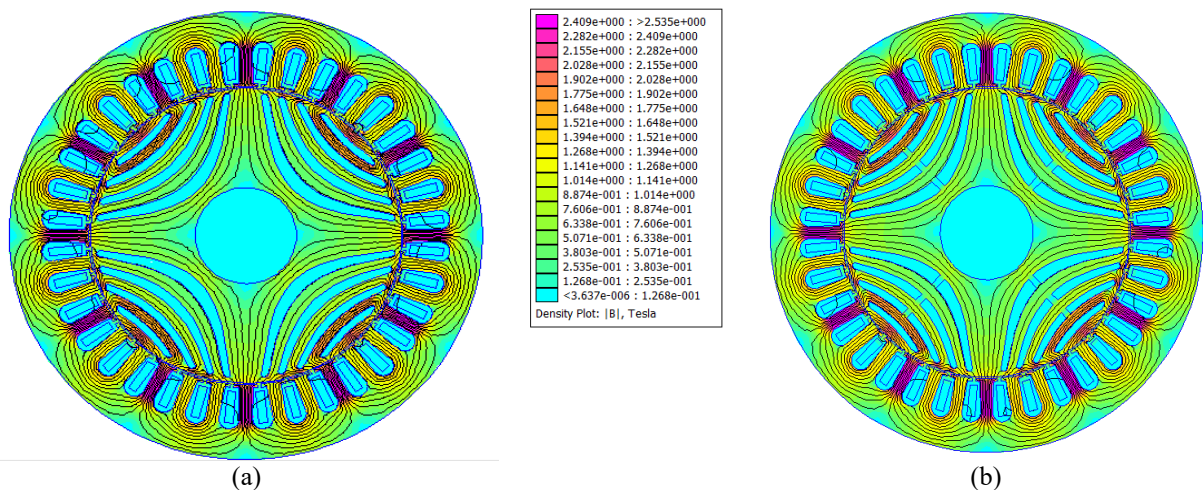 2.409e+000 : >2.535e+000
2.282e+000 : 2.409e+000
2.155e+000 : 2.282e+000
2.028e+000 : 2.155e+000
1.902e+000 : 2.028e+000
1.775e+000 : 1.902e+000
1.648e+000 : 1.775e+000
1.521e+000 : 1.648e+000
1.394e+000 : 1.521e+000
1.268e+000 : 1.394e+000
1.141e+000 : 1.268e+000
1.014e+000 : 1.141e+000
8.874e-001 : 1.014e+000
7.606e-001 : 8.874e-001
6.338e-001 : 7.606e-001
5.071e-001 : 6.338e-001
3.803e-001 : 5.071e-001
2.535e-001 : 3.803e-001
1.268e-001 : 2.535e-001
<3.637e-006 : 1.268e-001
Density Plot: |B|, Tesla
(a)
(b)